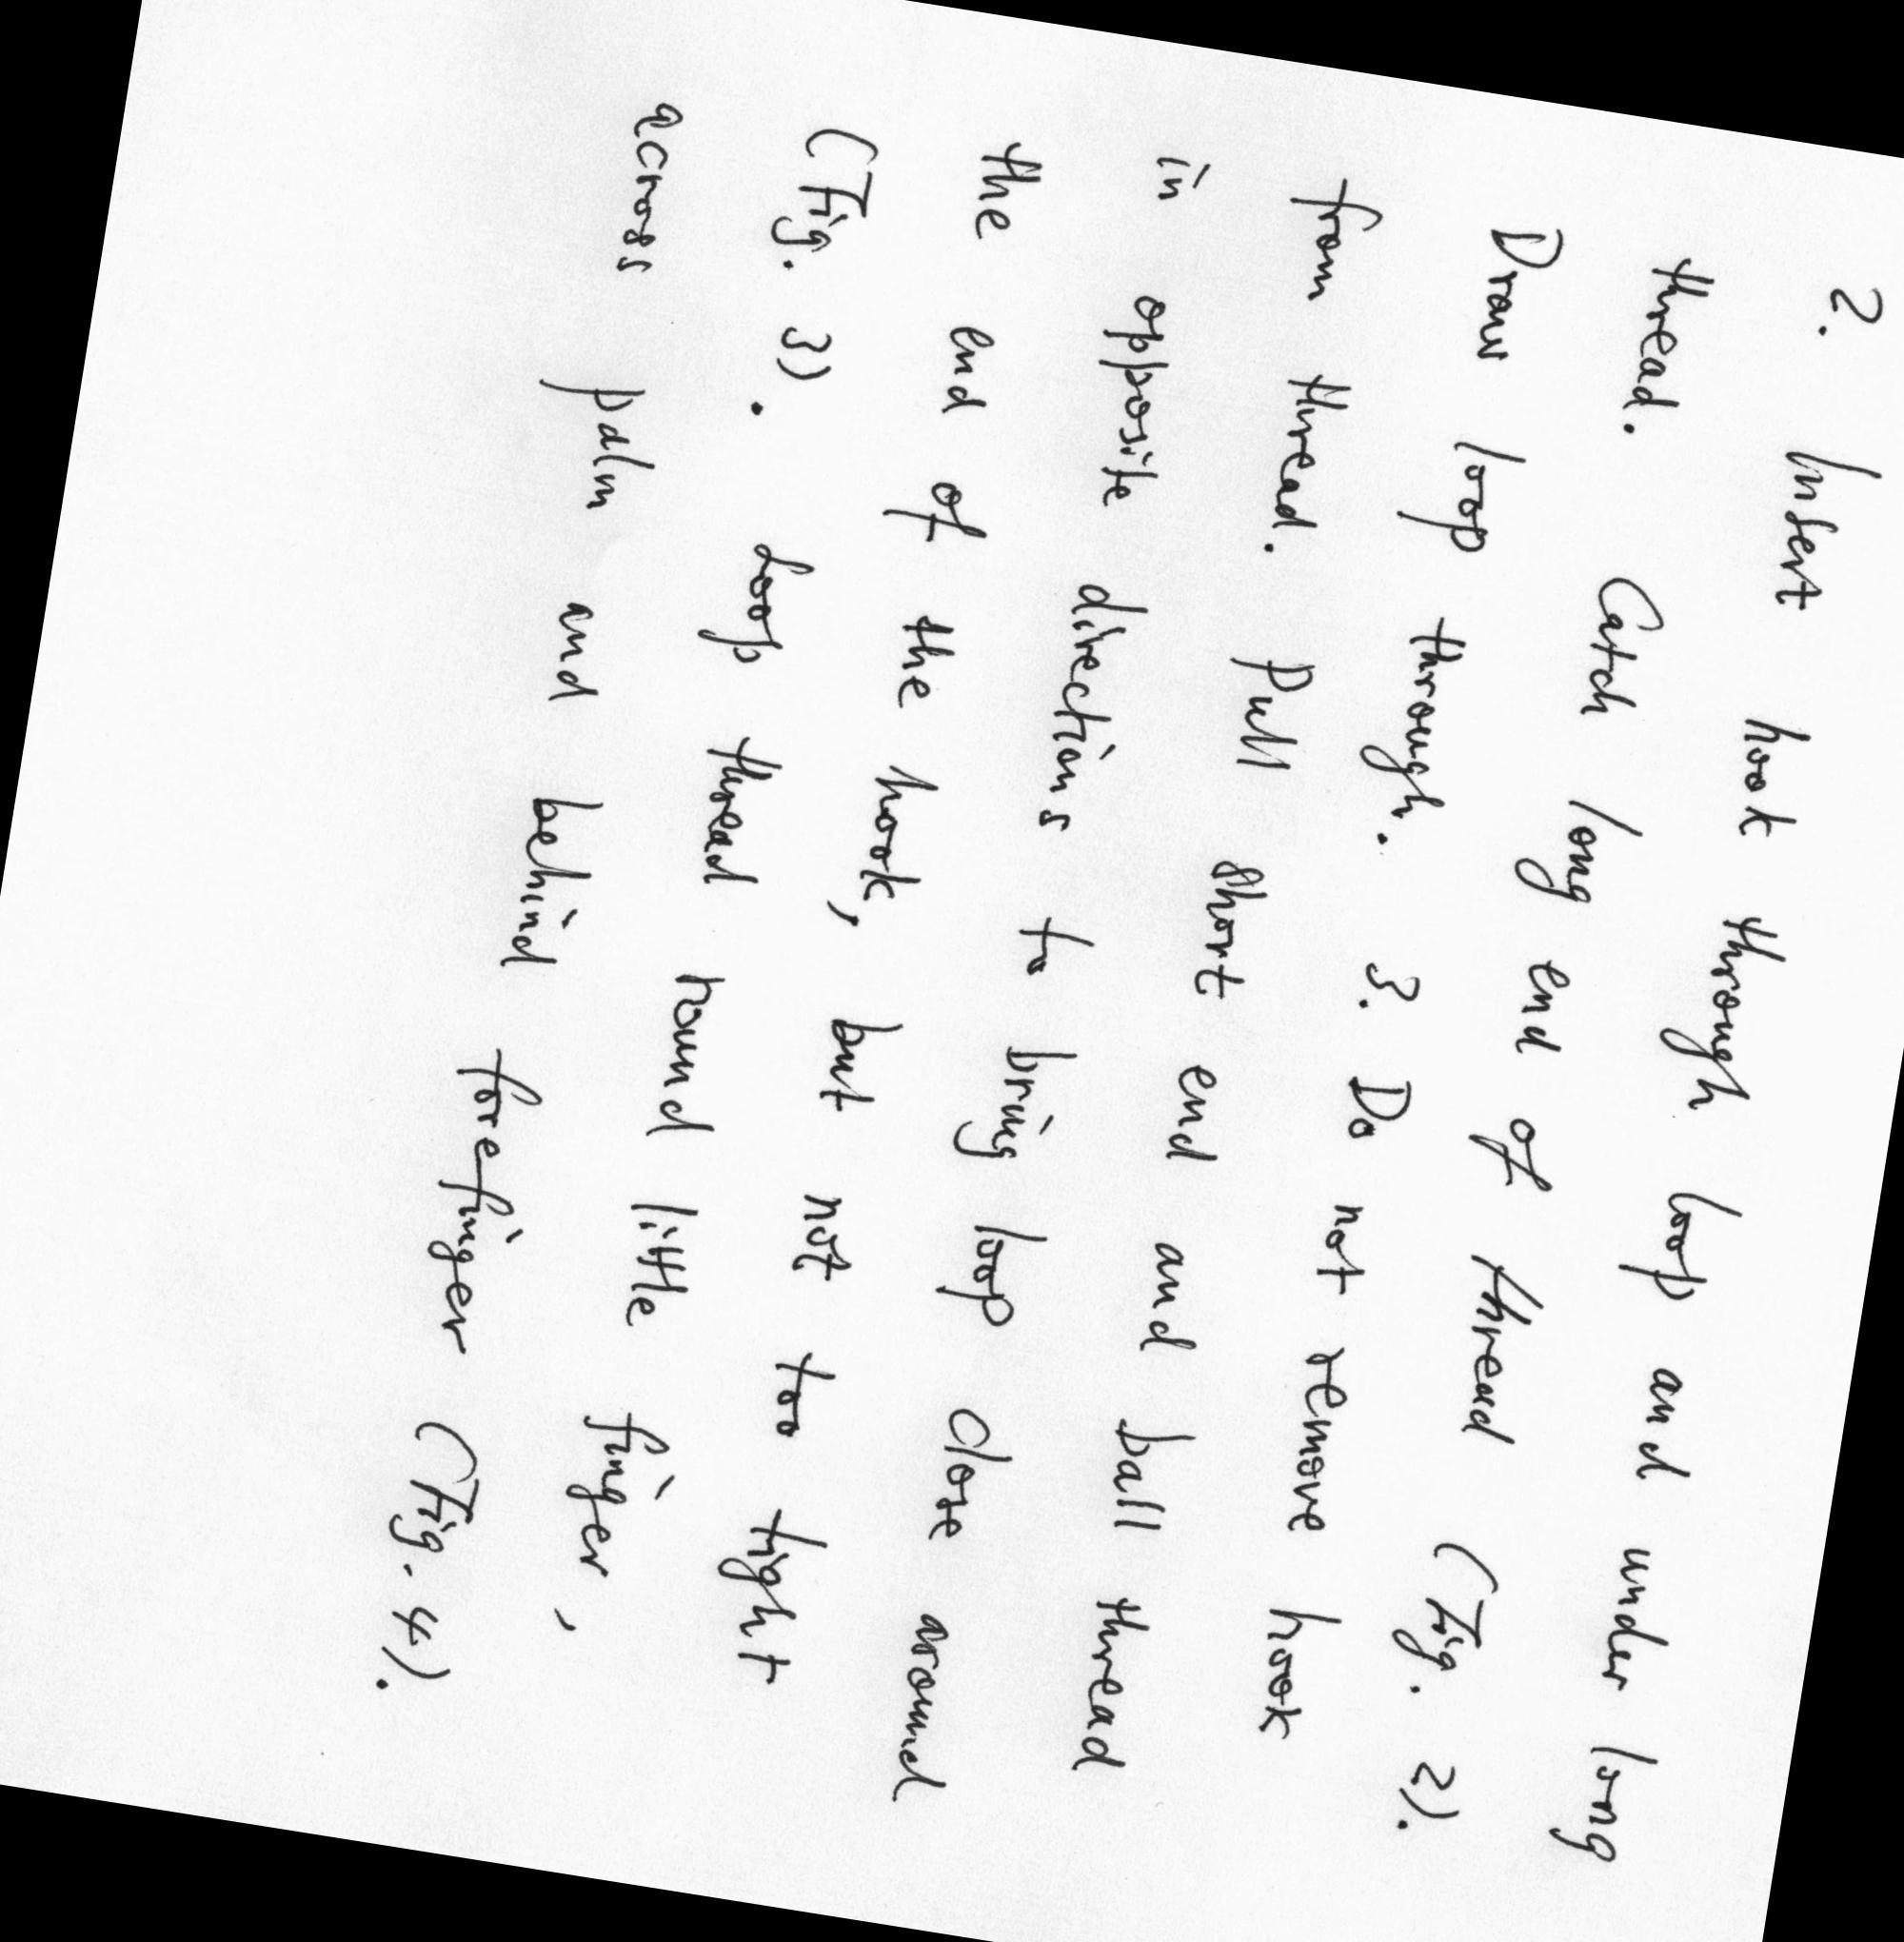 2. Insert hook through loop and under long
thread. Catch long end of thread (Fig. 2).
Draw loop through. 3. Do not remove hook
from thread. Pull short end and ball thread
in opposite directions to bring loop close around
the end of the hook, but not too tight
(Fig. 3). Loop thread round little finger,
across palm and behind forefinger (Fig. 4).